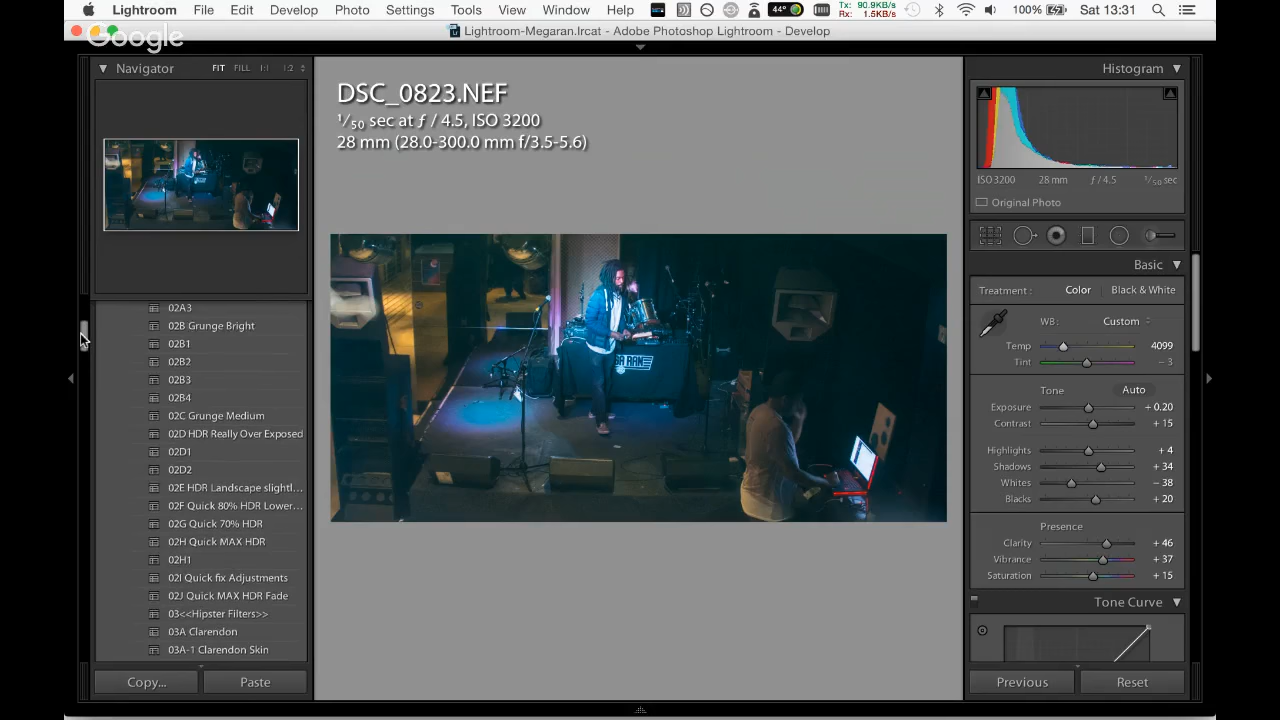 Lightroom File Edit Develop Photo Settings Tools View Window Help 44° Tx: 90.9KB/s 100% Sat 13:31
Rx: 1.5KB/s
Google
Lightroom-Megaran.lrcat - Adobe Photoshop Lightroom - Develop
Navigator FIT FILL 1:1 1:2
02A3
02B Grunge Bright
02B1
02B2
02B3
02B4
02C Grunge Medium
02D HDR Really Over Exposed
02D1
02D2
02E HDR Landscape slightl...
02F Quick 80% HDR Lower...
02G Quick 70% HDR
02H Quick MAX HDR
02H1
02I Quick fix Adjustments
02J Quick MAX HDR Fade
03<<Hipster Filters>>
03A Clarendon
03A-1 Clarendon Skin
Copy... Paste
DSC_0823.NEF
1/50 sec at ƒ / 4.5, ISO 3200
28 mm (28.0-300.0 mm f/3.5-5.6)
Histogram
ISO 3200 28 mm ƒ / 4.5 1/50 sec
Original Photo
Basic
Treatment : Color Black & White
WB: Custom
Temp 4099
Tint – 3
Tone Auto
Exposure + 0.20
Contrast + 15
Highlights + 4
Shadows + 34
Whites – 38
Blacks + 20
Presence
Clarity + 46
Vibrance + 37
Saturation + 15
Tone Curve
Previous Reset